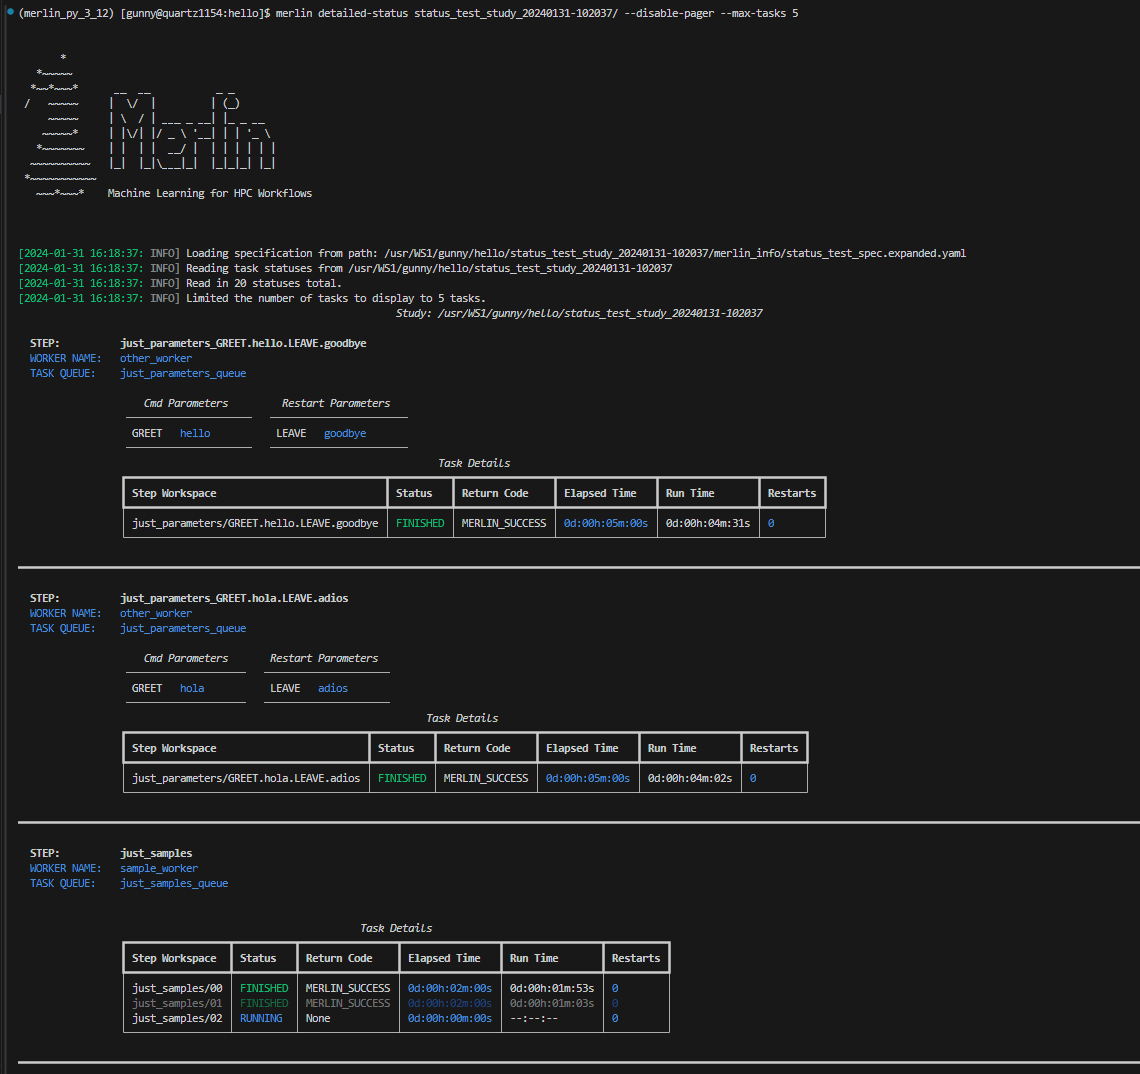 (merlin_py_3_12) [gunny@quartz1154:hello]$ merlin detailed-status status_test_study_20240131-102037/ --disable-pager --max-tasks 5
Merlin
Machine Learning for HPC Workflows
[2024-01-31 16:18:37: INFO] Loading specification from path: /usr/WS1/gunny/hello/status_test_study_20240131-102037/merlin_info/status_test_spec.expanded.yaml
[2024-01-31 16:18:37: INFO] Reading task statuses from /usr/WS1/gunny/hello/status_test_study_20240131-102037
[2024-01-31 16:18:37: INFO] Read in 20 statuses total.
[2024-01-31 16:18:37: INFO] Limited the number of tasks to display to 5 tasks.
Study: /usr/WS1/gunny/hello/status_test_study_20240131-102037
STEP: just_parameters_GREET.hello.LEAVE.goodbye
WORKER NAME: other_worker
TASK QUEUE: just_parameters_queue
Cmd Parameters Restart Parameters
GREET hello LEAVE goodbye
Task Details
Step Workspace Status Return Code Elapsed Time Run Time Restarts
just_parameters/GREET.hello.LEAVE.goodbye FINISHED MERLIN_SUCCESS 0d:00h:05m:00s 0d:00h:04m:31s 0
STEP: just_parameters_GREET.hola.LEAVE.adios
WORKER NAME: other_worker
TASK QUEUE: just_parameters_queue
Cmd Parameters Restart Parameters
GREET hola LEAVE adios
Task Details
Step Workspace Status Return Code Elapsed Time Run Time Restarts
just_parameters/GREET.hola.LEAVE.adios FINISHED MERLIN_SUCCESS 0d:00h:05m:00s 0d:00h:04m:02s 0
STEP: just_samples
WORKER NAME: sample_worker
TASK QUEUE: just_samples_queue
Task Details
Step Workspace Status Return Code Elapsed Time Run Time Restarts
just_samples/00 FINISHED MERLIN_SUCCESS 0d:00h:02m:00s 0d:00h:01m:53s 0
just_samples/01 FINISHED MERLIN_SUCCESS 0d:00h:02m:00s 0d:00h:01m:03s 0
just_samples/02 RUNNING None 0d:00h:00m:00s --:--:-- 0